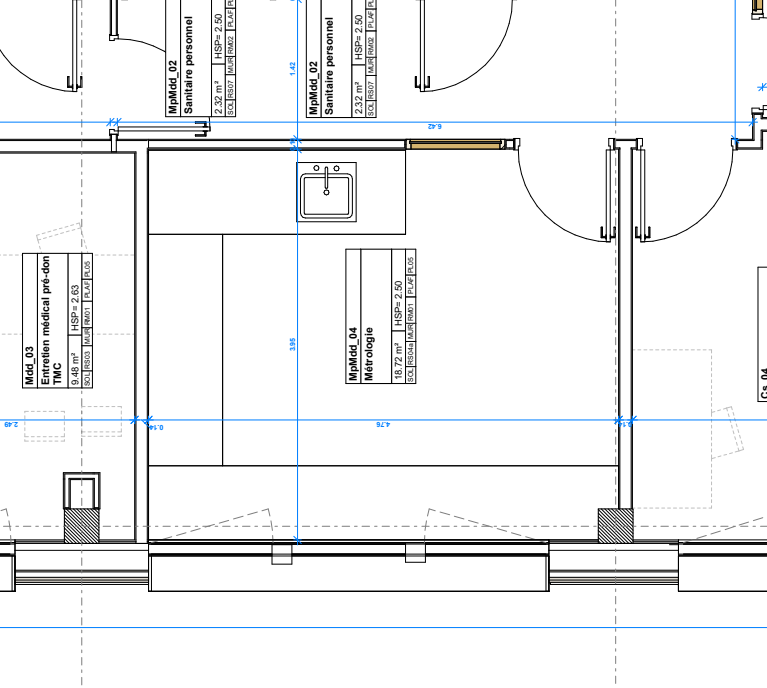 MpMdd_02
Sanitaire personnel
2.32 m² HSP= 2.50
SOL RS07 MUR RM02 PLAF
MpMdd_02
Sanitaire personnel
2.32 m² HSP= 2.50
SOL RS07 MUR RM02 PLAF
1.42
6.42
Mdd_03
Entretien médical pré-don
TMC
9.48 m² HSP= 2.63
SOL RS03 MUR RM01 PLAF PL05
MpMdd_04
Métrologie
18.72 m² HSP= 2.50
SOL RS04a MUR RM01 PLAF PL05
3.95
2.49
0.14
4.76
Cs_04